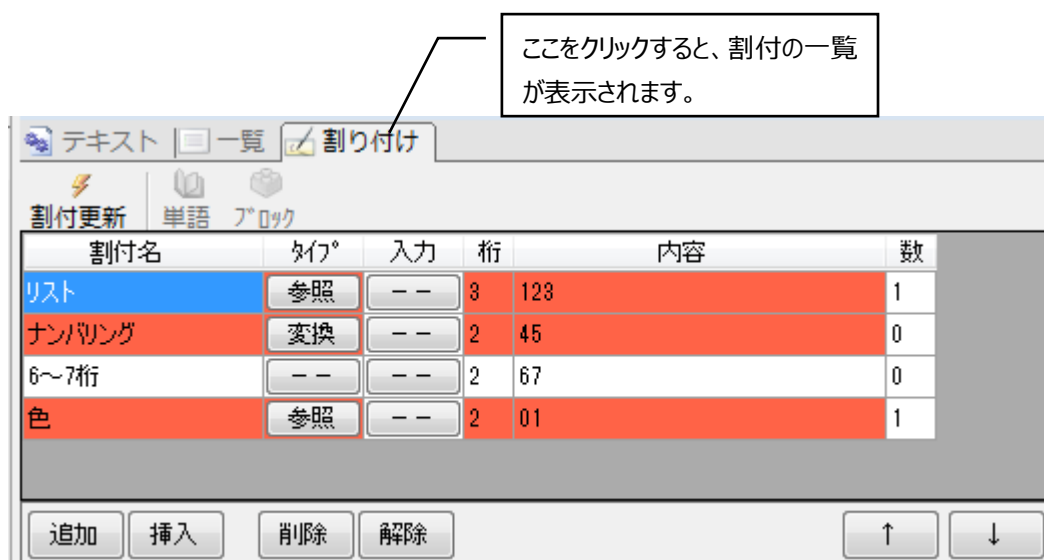 ここをクリックすると、割付の一覧
が表示されます。
テキスト 一覧 割り付け
割付更新 単語 ﾌﾞﾛｯｸ
割付名 ﾀｲﾌﾟ 入力 桁 内容 数
リスト 参照 －－ 3 123 1
ナンバリング 変換 －－ 2 45 0
6～7桁 －－ －－ 2 67 0
色 参照 －－ 2 01 1
追加 挿入 削除 解除 ↑ ↓